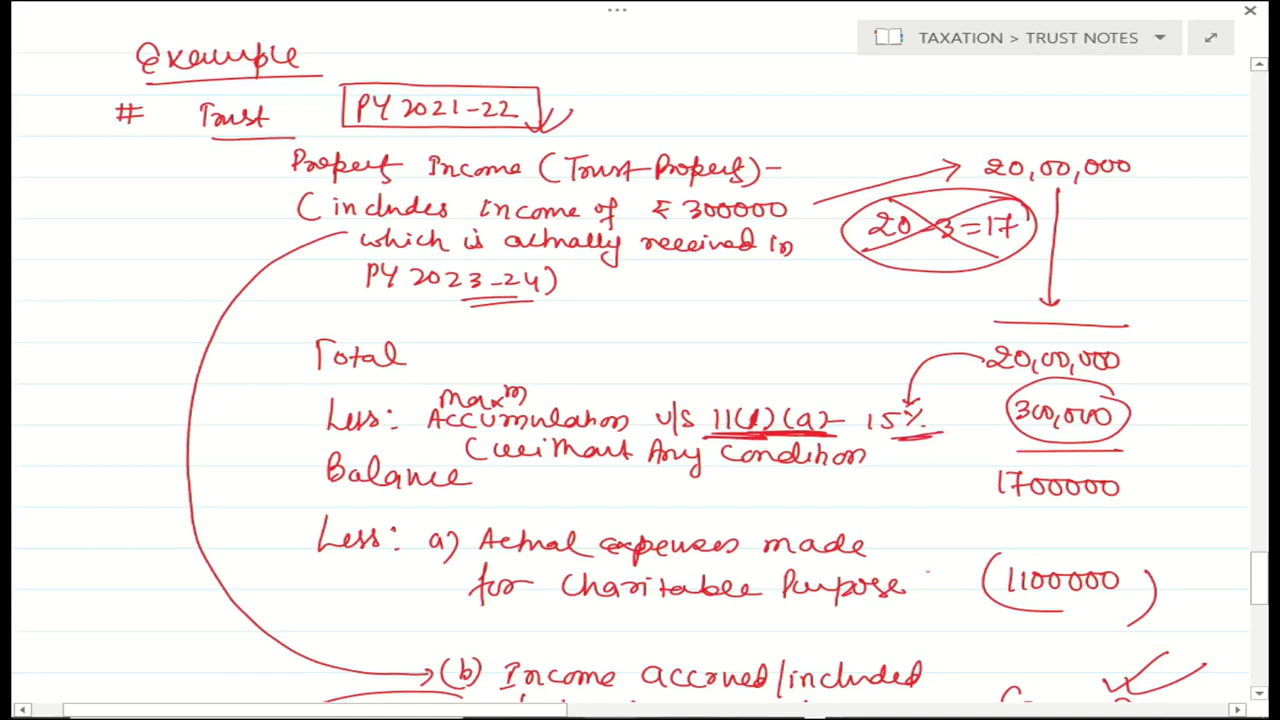 TAXATION > TRUST NOTES
Example
# Trust PY 2021-22
Property Income (Trust-Property)- 20,00,000
(includes Income of ₹ 300000
20 - 3 = 17
which is actually received in
PY 2023-24)
Total 20,00,000
Less: Maxm Accumulation u/s 11(1)(a)- 15% 300,000
(without Any Condition
Balance 1700000
Less: a) Actual expenses made
for Charitable Purpose (1100000)
(b) Income accrued/included